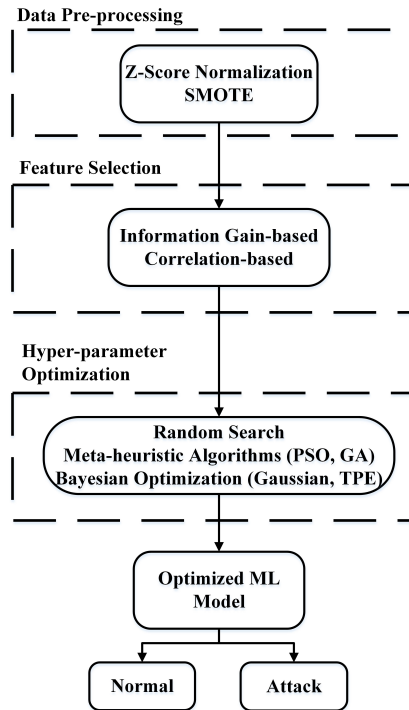 Data Pre-processing
Z-Score Normalization
SMOTE
Feature Selection
Information Gain-based
Correlation-based
Hyper-parameter
Optimization
Random Search
Meta-heuristic Algorithms (PSO, GA)
Bayesian Optimization (Gaussian, TPE)
Optimized ML
Model
Normal
Attack